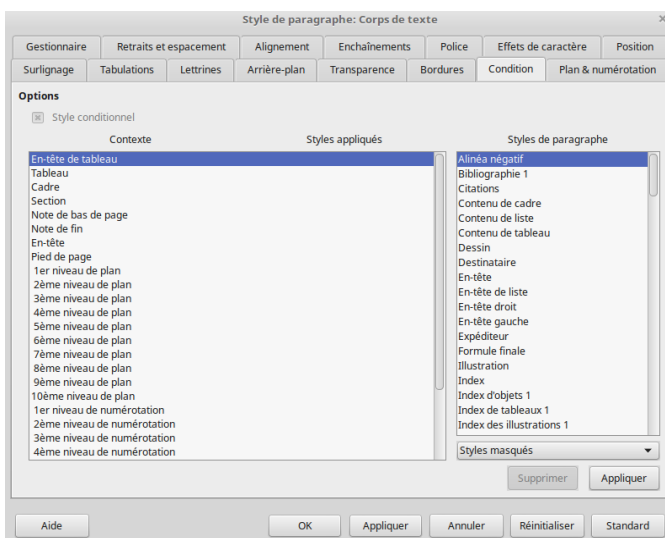 Style de paragraphe: Corps de texte
Gestionnaire Retraits et espacement Alignement Enchaînements Police Effets de caractère Position
Surlignage Tabulations Lettrines Arrière-plan Transparence Bordures Condition Plan & numérotation
Options
Style conditionnel
Contexte Styles appliqués Styles de paragraphe
En-tête de tableau
Tableau
Cadre
Section
Note de bas de page
Note de fin
En-tête
Pied de page
1er niveau de plan
2ème niveau de plan
3ème niveau de plan
4ème niveau de plan
5ème niveau de plan
6ème niveau de plan
7ème niveau de plan
8ème niveau de plan
9ème niveau de plan
10ème niveau de plan
1er niveau de numérotation
2ème niveau de numérotation
3ème niveau de numérotation
4ème niveau de numérotation
Alinéa négatif
Bibliographie 1
Citations
Contenu de cadre
Contenu de liste
Contenu de tableau
Dessin
Destinataire
En-tête
En-tête de liste
En-tête droit
En-tête gauche
Expéditeur
Formule finale
Illustration
Index
Index d'objets 1
Index de tableaux 1
Index des illustrations 1
Styles masqués
Supprimer Appliquer
Aide OK Appliquer Annuler Réinitialiser Standard